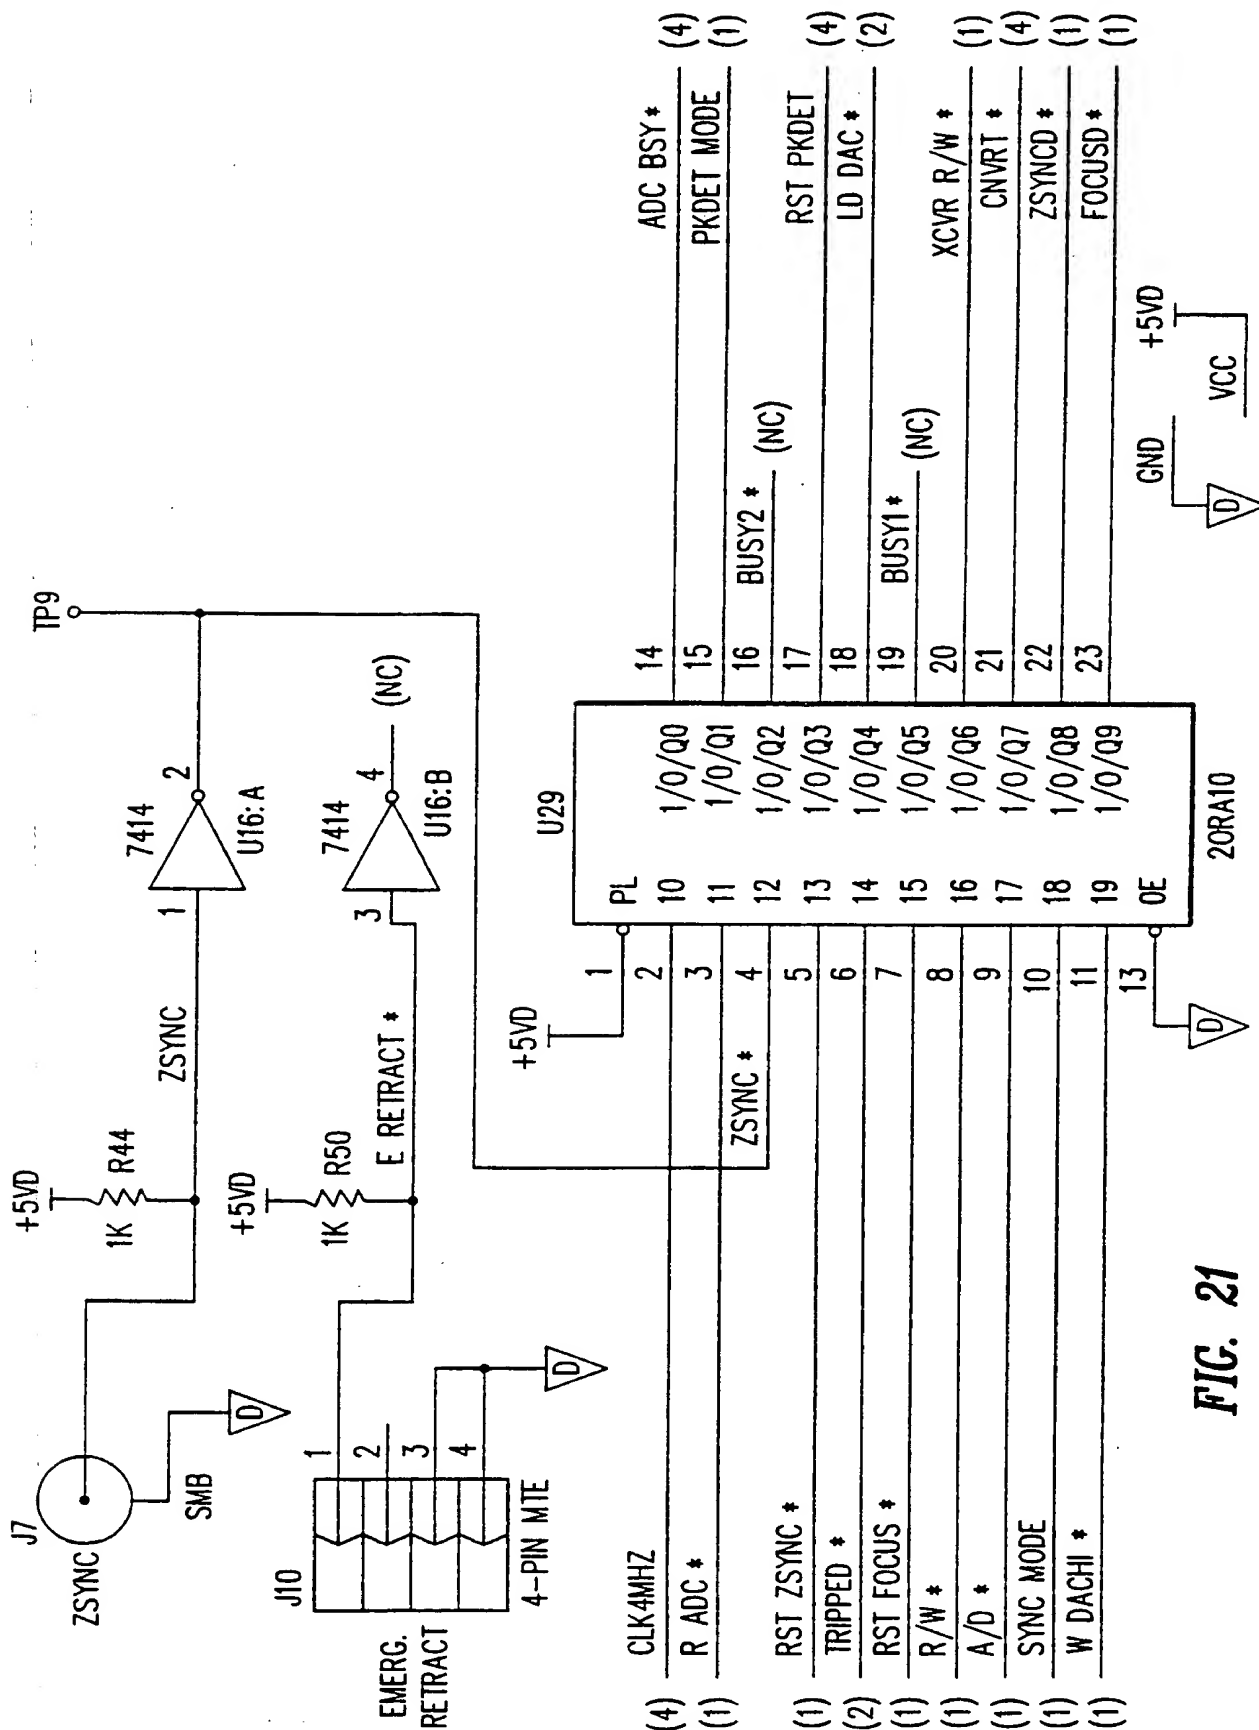 J7
ZSYNC
SMB
D
+5VD
1K
R44
ZSYNC
1
7414
2
U16:A
TP9
EMERG.
RETRACT
J10
1
2
3
4
4-PIN MTE
D
+5VD
1K
R50
E RETRACT *
3
7414
4
U16:B
(NC)
+5VD
U29
1
PL
(4) CLK4MHZ 2 10
(1) R ADC * 3 11
ZSYNC * 4 12
(1) RST ZSYNC * 5 13
(2) TRIPPED * 6 14
(1) RST FOCUS * 7 15
(1) R/W * 8 16
(1) A/D * 9 17
(1) SYNC MODE 10 18
(1) W DACHI * 11 19
13 OE
D
1/0/Q0 14 ADC BSY * (4)
1/0/Q1 15 PKDET MODE (1)
1/0/Q2 16 BUSY2 * (NC)
1/0/Q3 17 RST PKDET (4)
1/0/Q4 18 LD DAC * (2)
1/0/Q5 19 BUSY1 * (NC)
1/0/Q6 20 XCVR R/W * (1)
1/0/Q7 21 CNVRT * (4)
1/0/Q8 22 ZSYNCD * (1)
1/0/Q9 23 FOCUSD * (1)
20RA10
GND
D
+5VD
VCC
FIG. 21